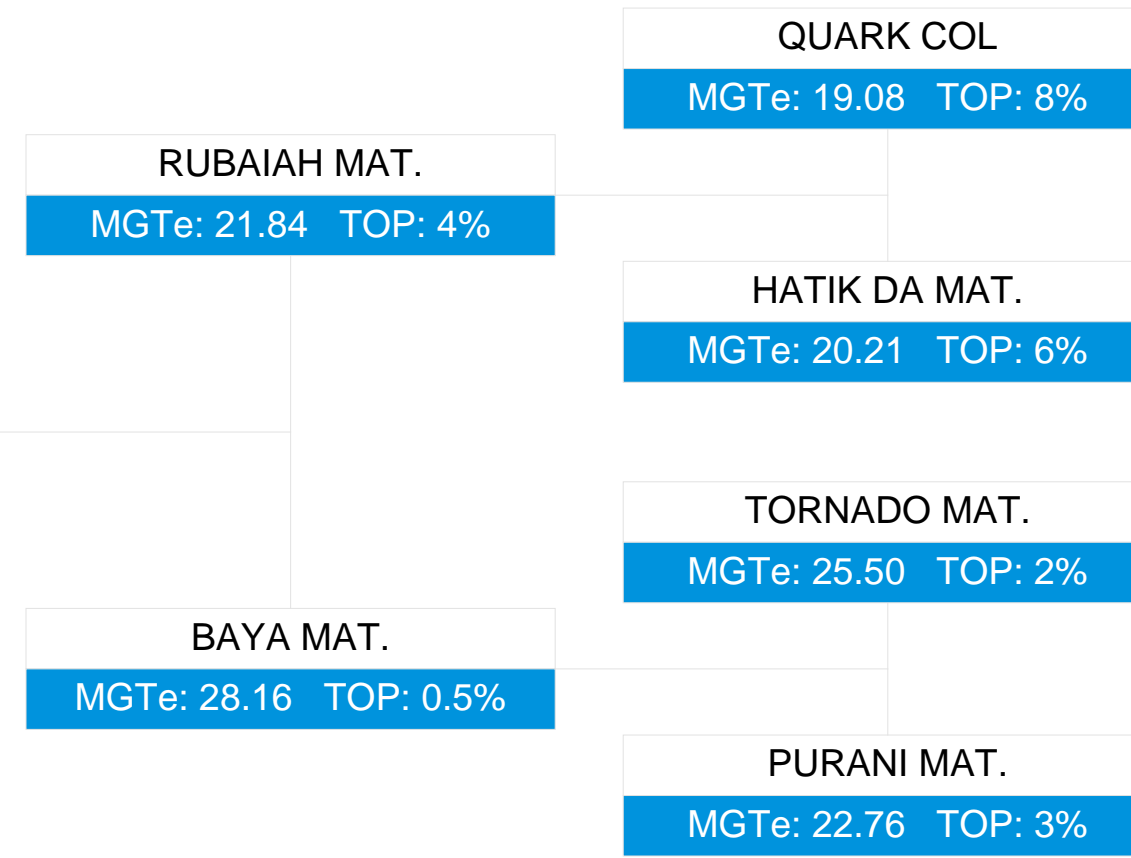 QUARK COL
MGTe: 19.08 TOP: 8%
RUBAIAH MAT.
MGTe: 21.84 TOP: 4%
HATIK DA MAT.
MGTe: 20.21 TOP: 6%
TORNADO MAT.
MGTe: 25.50 TOP: 2%
BAYA MAT.
MGTe: 28.16 TOP: 0.5%
PURANI MAT.
MGTe: 22.76 TOP: 3%